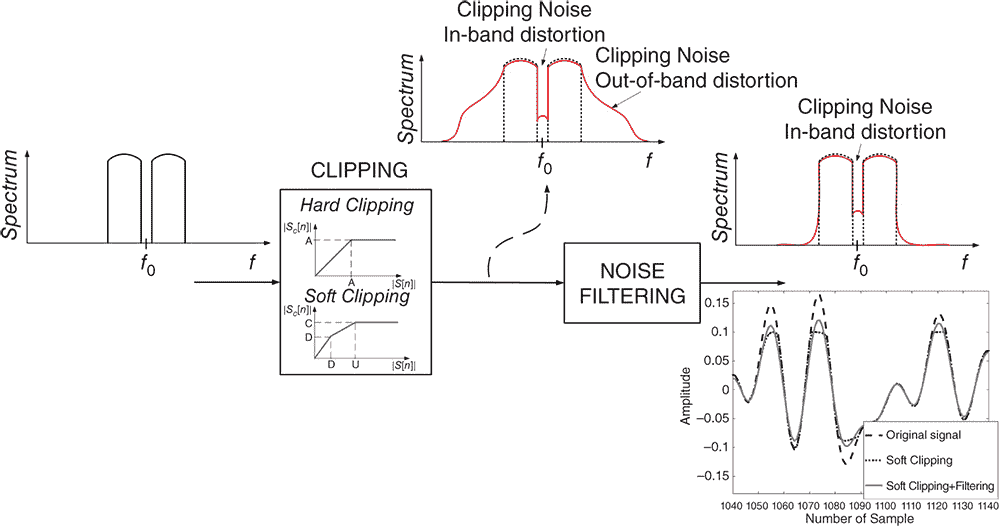 Clipping Noise
In-band distortion
Clipping Noise
Out-of-band distortion
Spectrum
f0
f
Clipping Noise
In-band distortion
Spectrum
f0
f
Spectrum
f0
f
CLIPPING
Hard Clipping
|Sc[n]|
A
A
|S[n]|
Soft Clipping
|Sc[n]|
C
D
D
U
|S[n]|
NOISE
FILTERING
0.15
0.1
0.05
0
−0.05
−0.1
−0.15
Amplitude
Original signal
Soft Clipping
Soft Clipping+Filtering
1040 1050 1060 1070 1080 1090 1100 1110 1120 1130 1140
Number of Sample